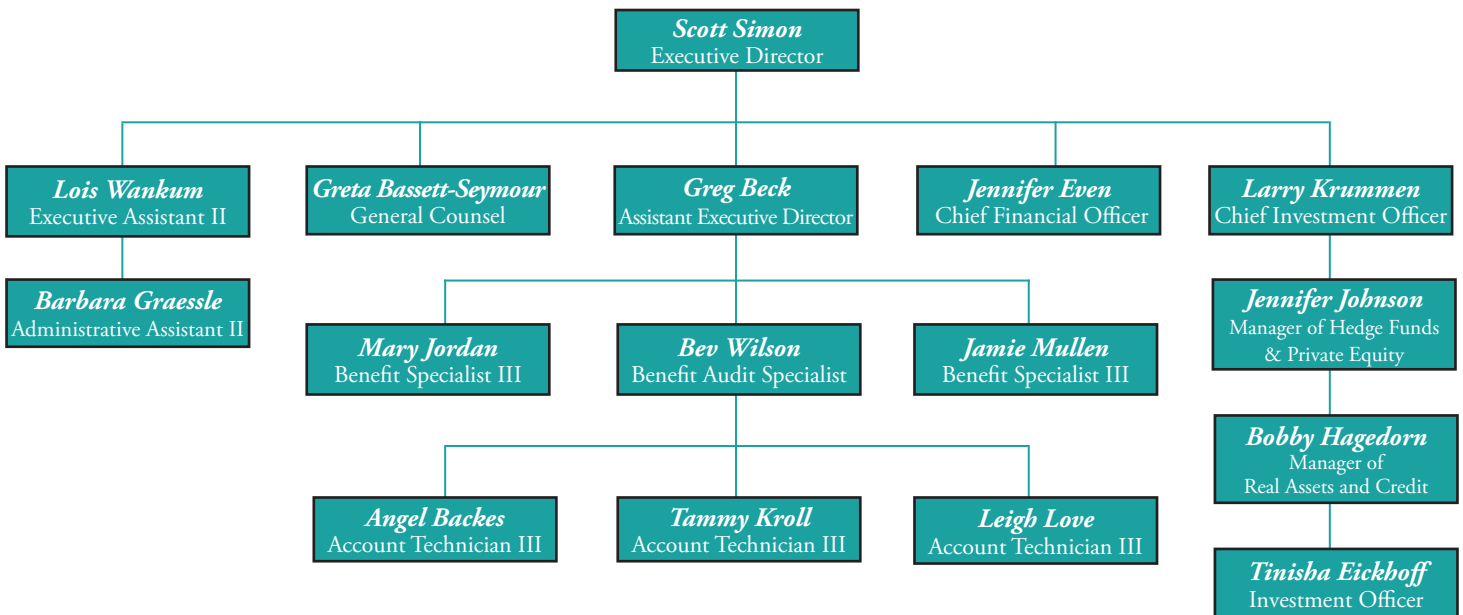 Scott Simon
Executive Director
Lois Wankum
Executive Assistant II
Greta Bassett-Seymour
General Counsel
Greg Beck
Assistant Executive Director
Jennifer Even
Chief Financial Officer
Larry Krummen
Chief Investment Officer
Barbara Graessle
Administrative Assistant II
Jennifer Johnson
Manager of Hedge Funds
& Private Equity
Mary Jordan
Benefit Specialist III
Bev Wilson
Benefit Audit Specialist
Jamie Mullen
Benefit Specialist III
Bobby Hagedorn
Manager of
Real Assets and Credit
Angel Backes
Account Technician III
Tammy Kroll
Account Technician III
Leigh Love
Account Technician III
Tinisha Eickhoff
Investment Officer